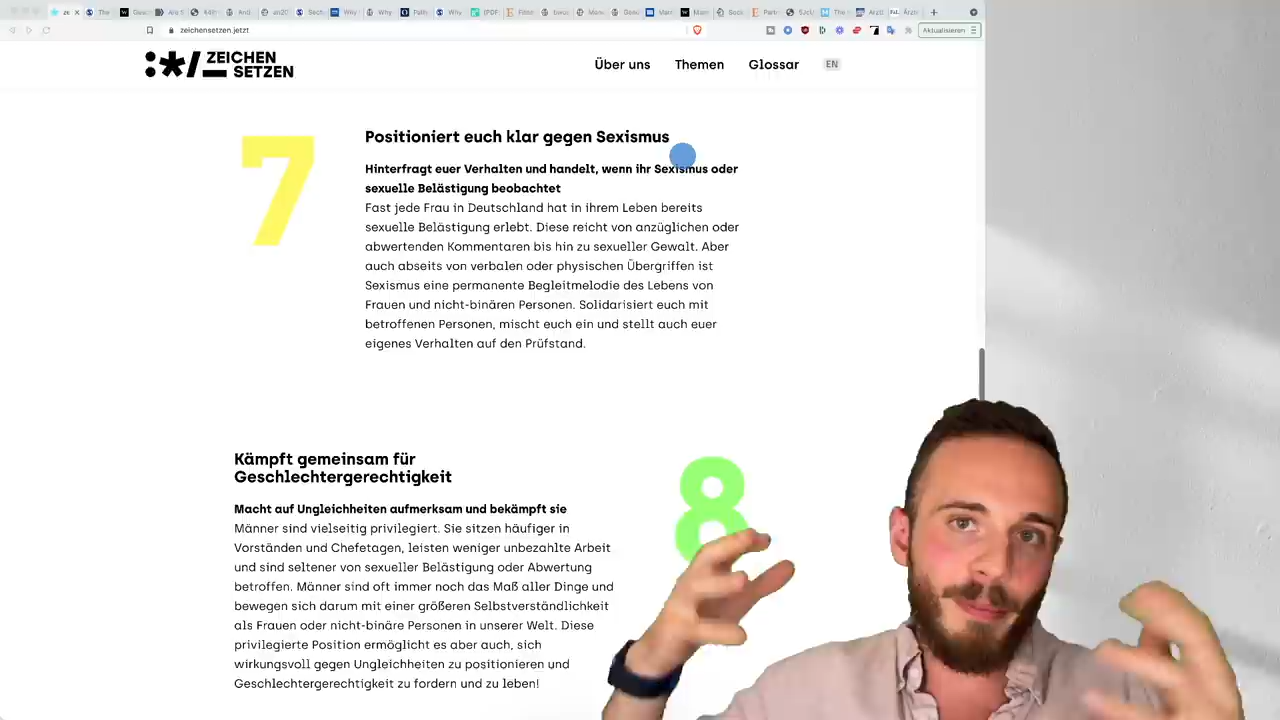 zeichensetzen.jetzt
Aktualisieren
:*/_ ZEICHEN
SETZEN
Über uns
Themen
Glossar
EN
7
Positioniert euch klar gegen Sexismus
Hinterfragt euer Verhalten und handelt, wenn ihr Sexismus oder
sexuelle Belästigung beobachtet
Fast jede Frau in Deutschland hat in ihrem Leben bereits
sexuelle Belästigung erlebt. Diese reicht von anzüglichen oder
abwertenden Kommentaren bis hin zu sexueller Gewalt. Aber
auch abseits von verbalen oder physischen Übergriffen ist
Sexismus eine permanente Begleitmelodie des Lebens von
Frauen und nicht-binären Personen. Solidarisiert euch mit
betroffenen Personen, mischt euch ein und stellt auch euer
eigenes Verhalten auf den Prüfstand.
Kämpft gemeinsam für
Geschlechtergerechtigkeit
8
Macht auf Ungleichheiten aufmerksam und bekämpft sie
Männer sind vielseitig privilegiert. Sie sitzen häufiger in
Vorständen und Chefetagen, leisten weniger unbezahlte Arbeit
und sind seltener von sexueller Belästigung oder Abwertung
betroffen. Männer sind oft immer noch das Maß aller Dinge und
bewegen sich darum mit einer größeren Selbstverständlichkeit
als Frauen oder nicht-binäre Personen in unserer Welt. Diese
privilegierte Position ermöglicht es aber auch, sich
wirkungsvoll gegen Ungleichheiten zu positionieren und
Geschlechtergerechtigkeit zu fordern und zu leben!